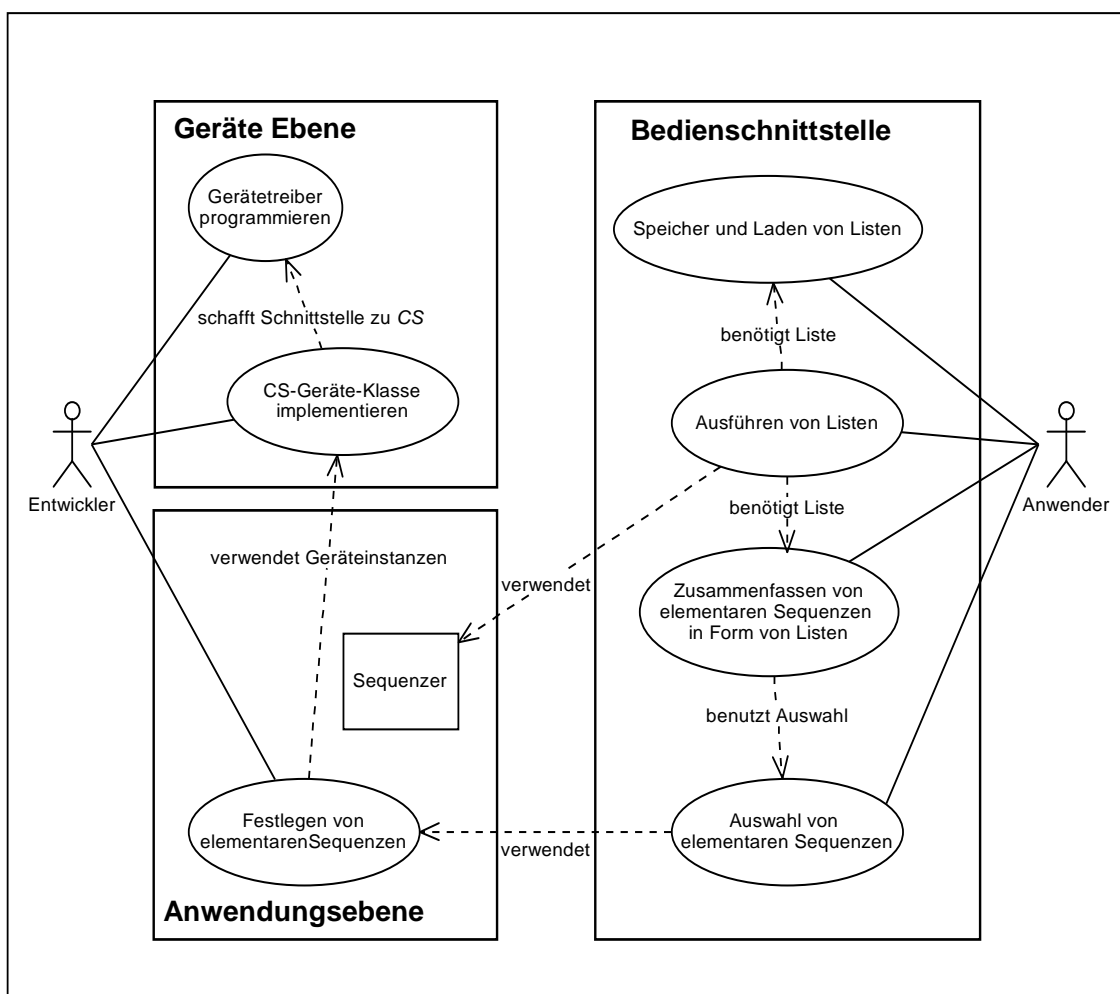 Geräte Ebene
Gerätetreiber
programmieren
schafft Schnittstelle zu CS
CS-Geräte-Klasse
implementieren
Entwickler
verwendet Geräteinstanzen
Sequenzer
Festlegen von
elementarenSequenzen
Anwendungsebene
verwendet
verwendet
Bedienschnittstelle
Speicher und Laden von Listen
benötigt Liste
Ausführen von Listen
benötigt Liste
Zusammenfassen von
elementaren Sequenzen
in Form von Listen
benutzt Auswahl
Auswahl von
elementaren Sequenzen
Anwender